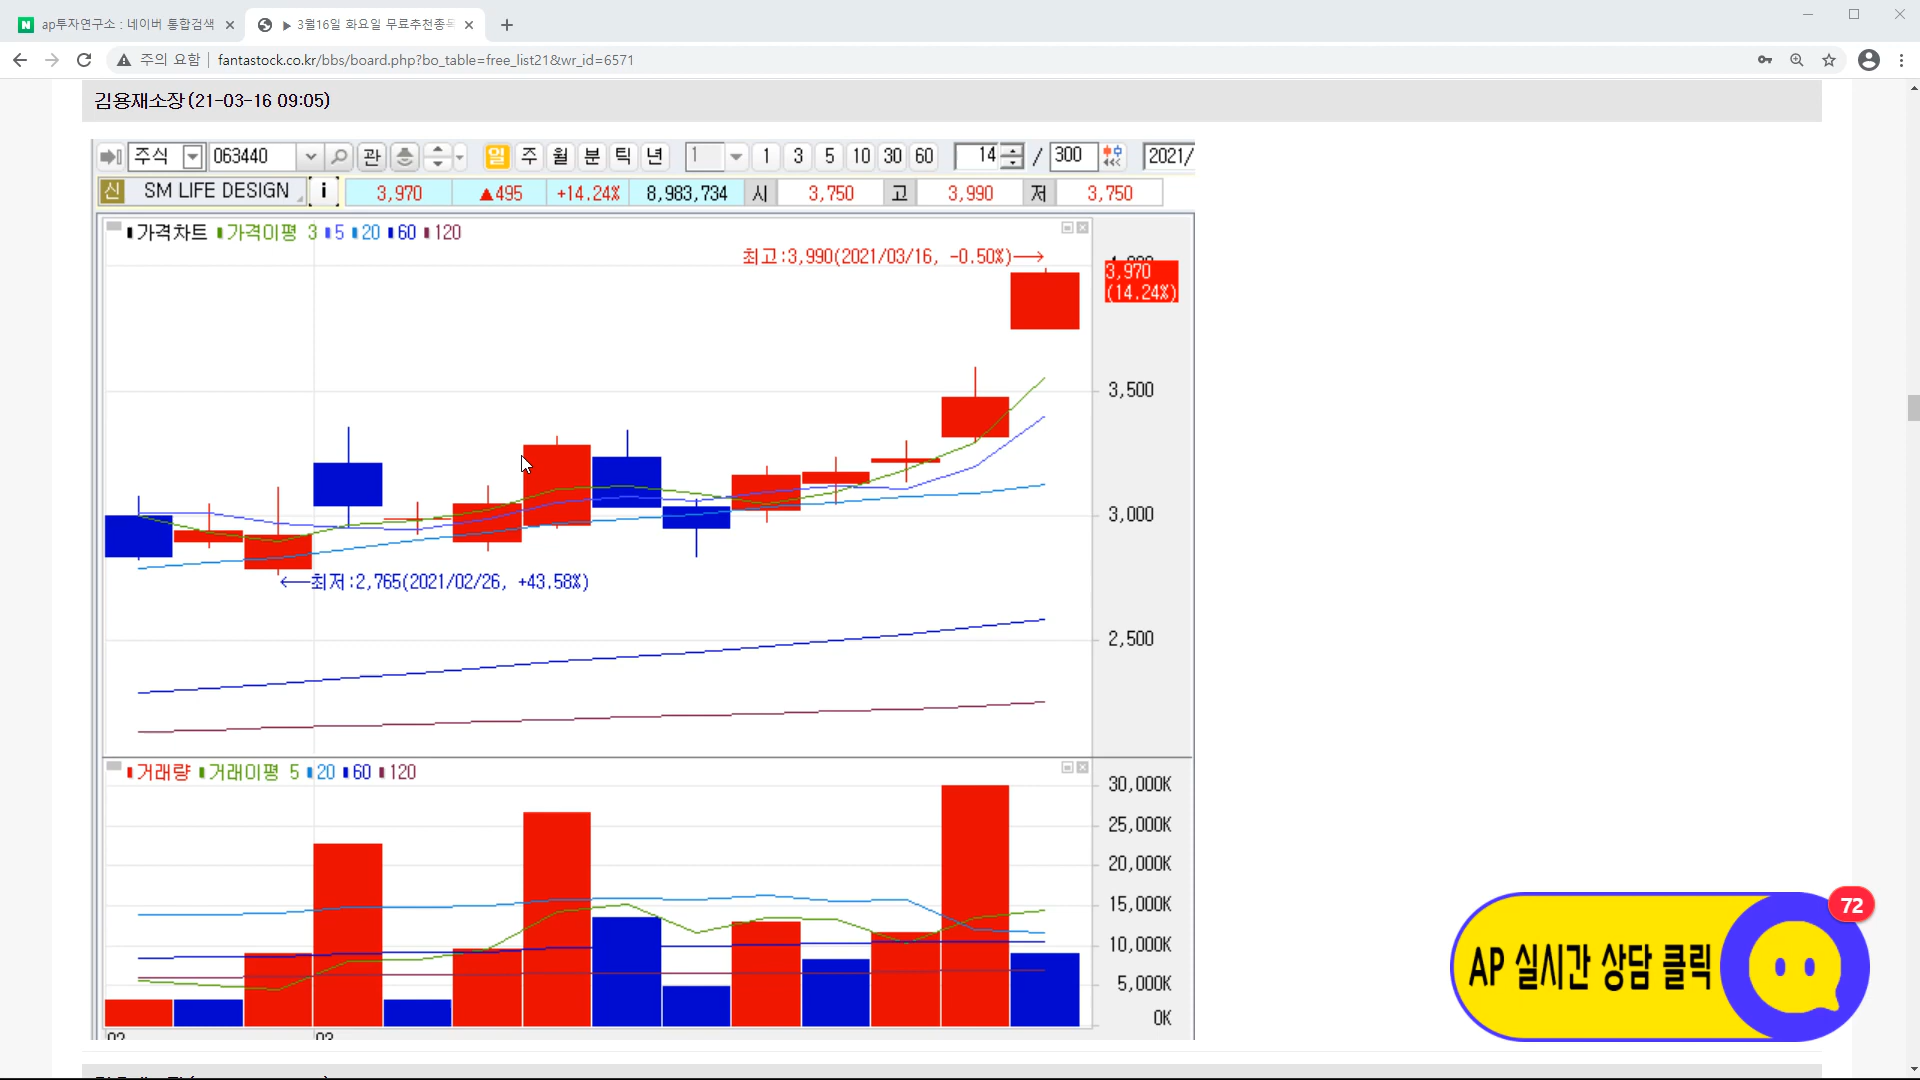 ap투자연구소 : 네이버 통합검색
▶ 3월16일 화요일 무료추천종목
주의 요함 | fantastock.co.kr/bbs/board.php?bo_table=free_list21&wr_id=6571
김용재소장(21-03-16 09:05)
주식 063440 관 일 주 월 분 틱 년 1 1 3 5 10 30 60 14 / 300 2021/
신 SM LIFE DESIGN i 3,970 ▲495 +14.24% 8,983,734 시 3,750 고 3,990 저 3,750
가격차트 가격이평 3 5 20 60 120
최고:3,990(2021/03/16, -0.50%)→
3,970
(14.24%)
3,500
3,000
←최저:2,765(2021/02/26, +43.58%)
2,500
거래량 거래이평 5 20 60 120
30,000K
25,000K
20,000K
15,000K
10,000K
5,000K
0K
02 03
72
AP 실시간 상담 클릭